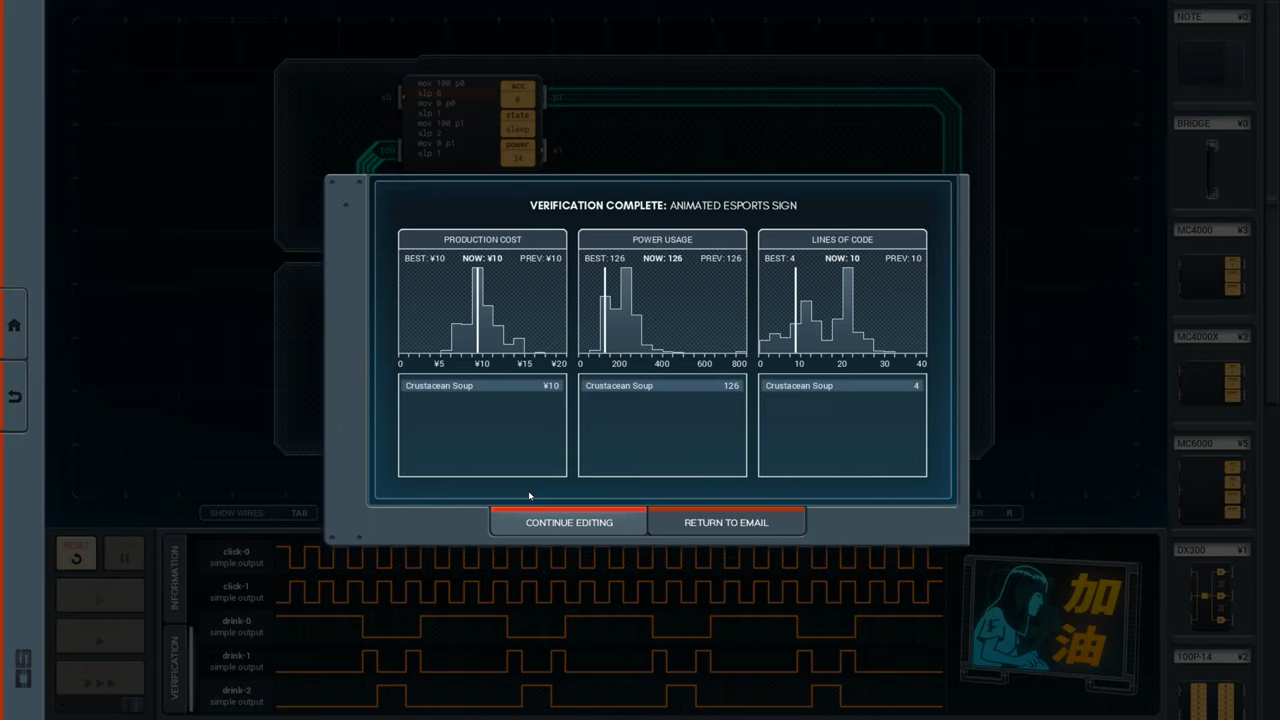 NOTE ¥0
BRIDGE ¥0
MC4000 ¥3
MC4000X ¥3
MC6000 ¥5
DX300 ¥1
100P-14 ¥2
mov 100 p0
slp 6
mov 0 p0
slp 1
mov 100 p1
slp 2
mov 0 p1
slp 1
acc
0
state
sleep
power
34
p1
x1
100
VERIFICATION COMPLETE: ANIMATED ESPORTS SIGN
PRODUCTION COST
BEST: ¥10 NOW: ¥10 PREV: ¥10
0 ¥5 ¥10 ¥15 ¥20
Crustacean Soup ¥10
POWER USAGE
BEST: 126 NOW: 126 PREV: 126
0 200 400 600 800
Crustacean Soup 126
LINES OF CODE
BEST: 4 NOW: 10 PREV: 10
0 10 20 30 40
Crustacean Soup 4
CONTINUE EDITING
RETURN TO EMAIL
SHOW WIRES TAB
R
RESET
INFORMATION
VERIFICATION
click-0
simple output
click-1
simple output
drink-0
simple output
drink-1
simple output
drink-2
simple output
加
油